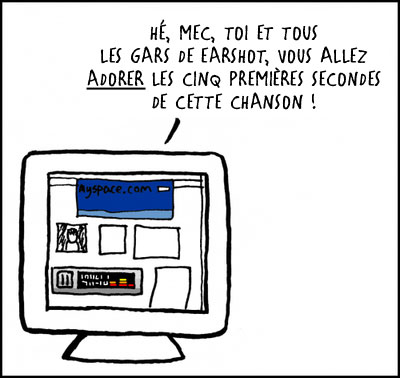 HÉ, MEC, TOI ET TOUS
LES GARS DE EARSHOT, VOUS ALLEZ
ADORER LES CINQ PREMIÈRES SECONDES
DE CETTE CHANSON !
myspace.com